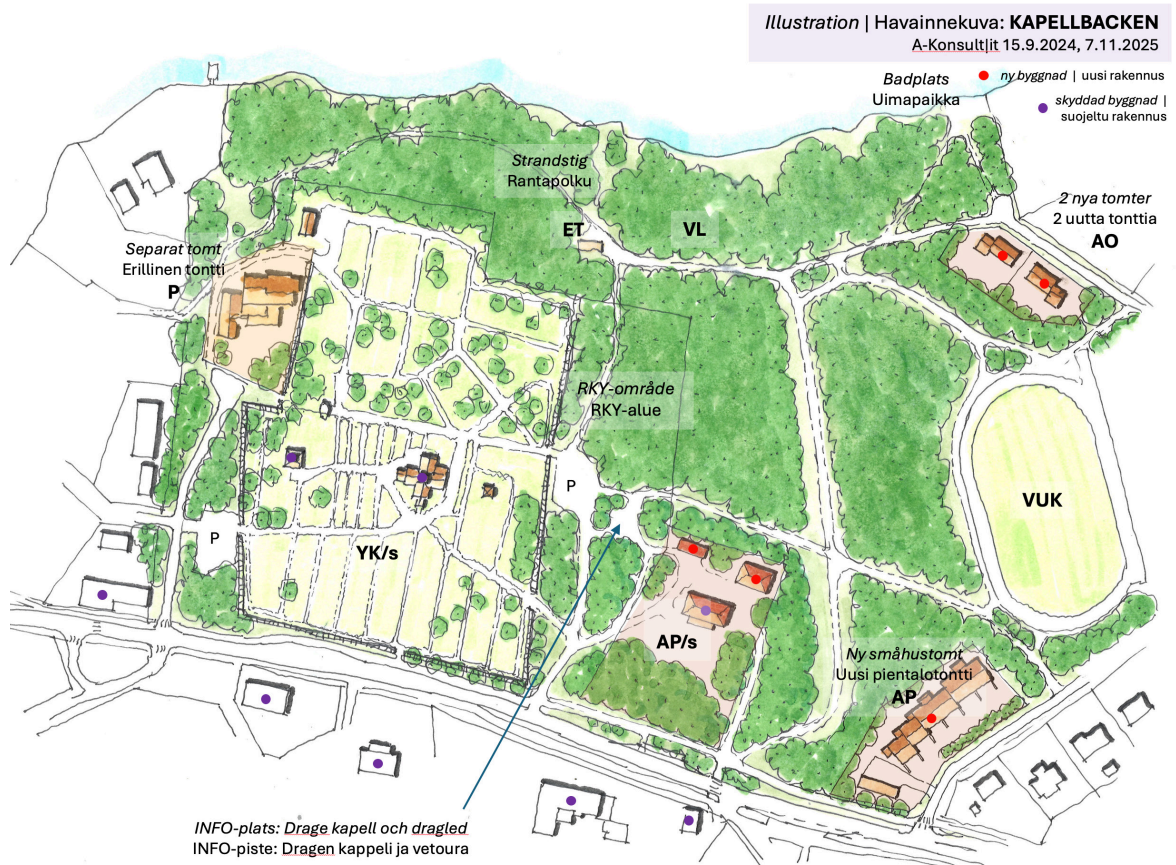 Illustration | Havainnekuva: KAPELLBACKEN
A-Konsult|it 15.9.2024, 7.11.2025
ny byggnad | uusi rakennus
skyddad byggnad |
suojeltu rakennus
Badplats
Uimapaikka
Strandstig
Rantapolku
ET
VL
2 nya tomter
2 uutta tonttia
AO
Separat tomt
Erillinen tontti
P
RKY-område
RKY-alue
P
VUK
P
YK/s
AP/s
Ny småhustomt
Uusi pientalotontti
AP
INFO-plats: Drage kapell och dragled
INFO-piste: Dragen kappeli ja vetoura